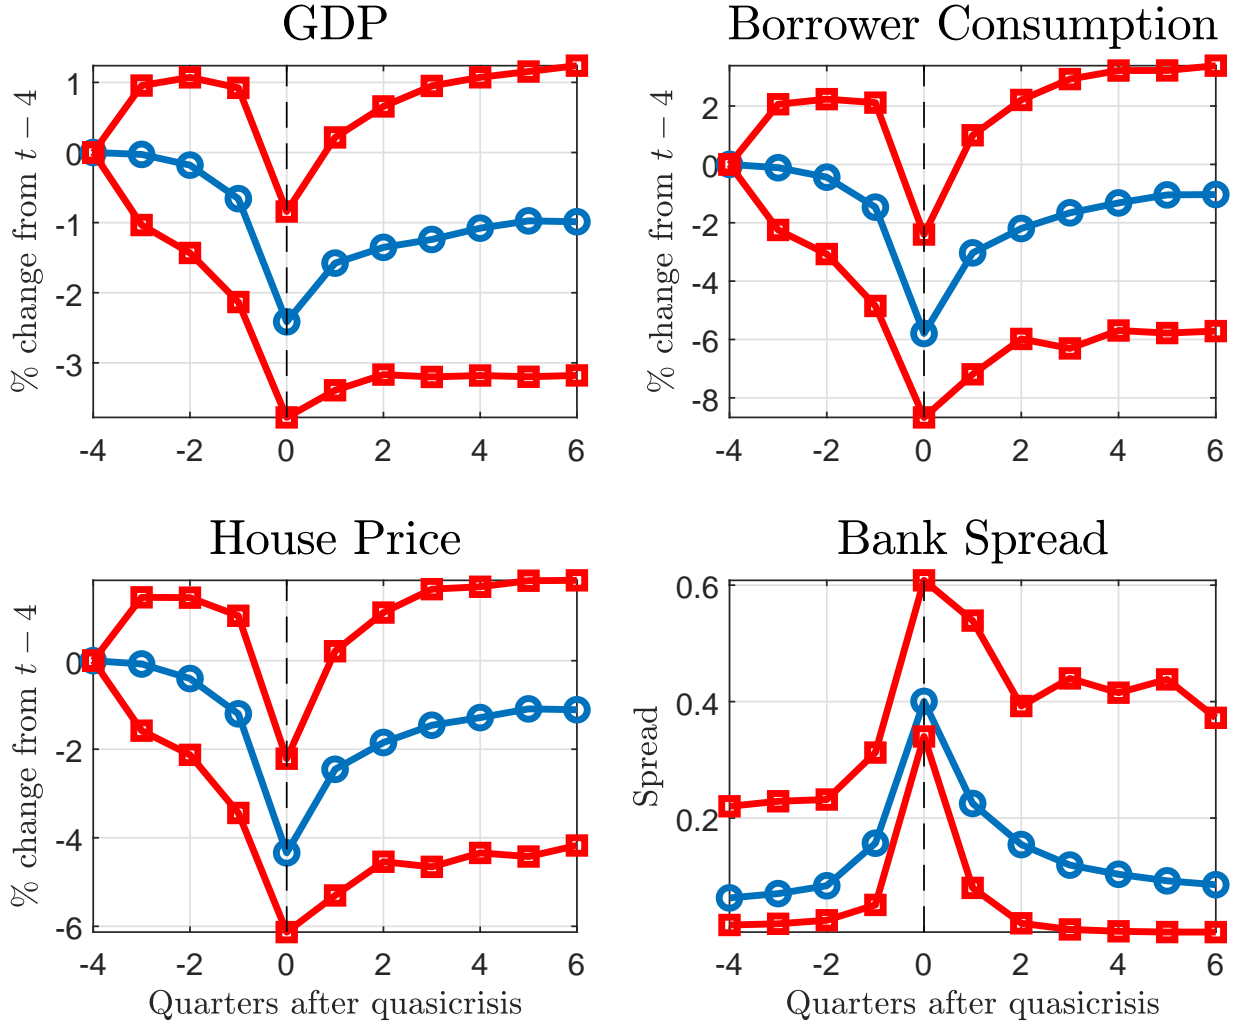 GDP
% change from t − 4
1
0
-1
-2
-3
-4 -2 0 2 4 6
Borrower Consumption
% change from t − 4
2
0
-2
-4
-6
-8
-4 -2 0 2 4 6
House Price
% change from t − 4
0
-2
-4
-6
-4 -2 0 2 4 6
Quarters after quasicrisis
Bank Spread
Spread
0.6
0.4
0.2
-4 -2 0 2 4 6
Quarters after quasicrisis